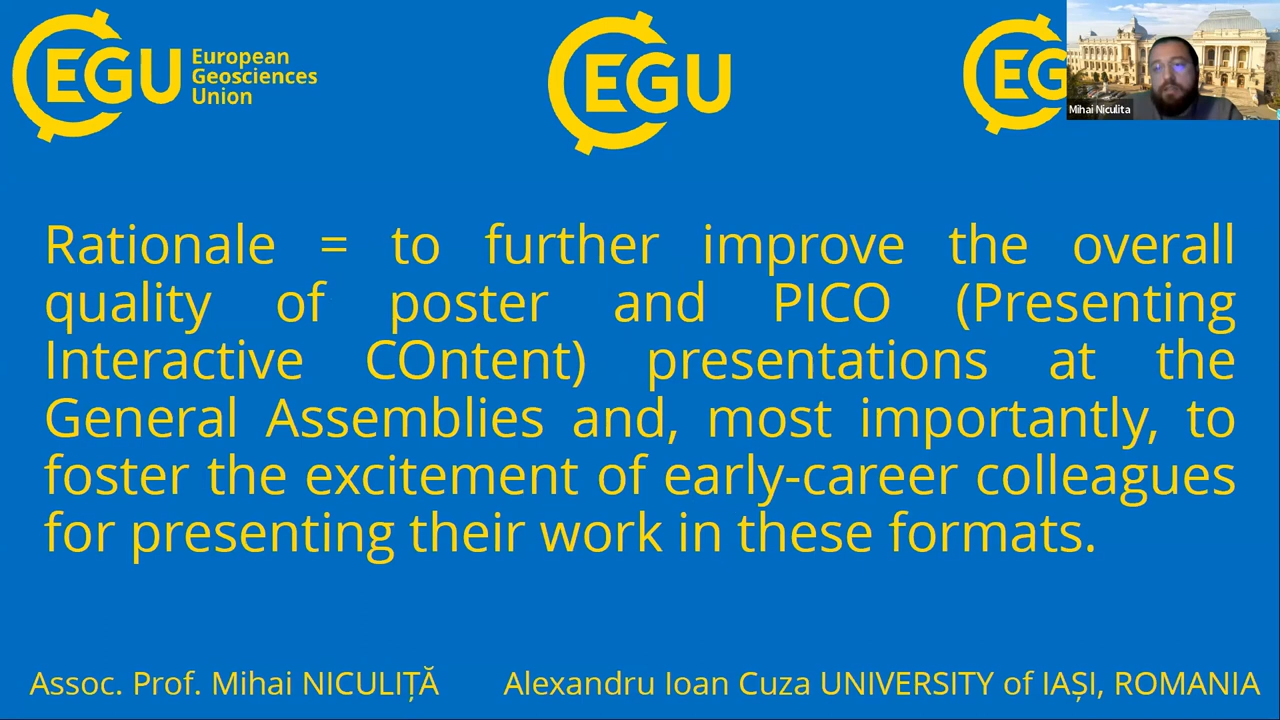 EGU
European
Geosciences
Union
EGU
EG
Mihai Niculita
Rationale = to further improve the overall
quality of poster and PICO (Presenting
Interactive COntent) presentations at the
General Assemblies and, most importantly, to
foster the excitement of early-career colleagues
for presenting their work in these formats.
Assoc. Prof. Mihai NICULIȚĂ
Alexandru Ioan Cuza UNIVERSITY of IAȘI, ROMANIA